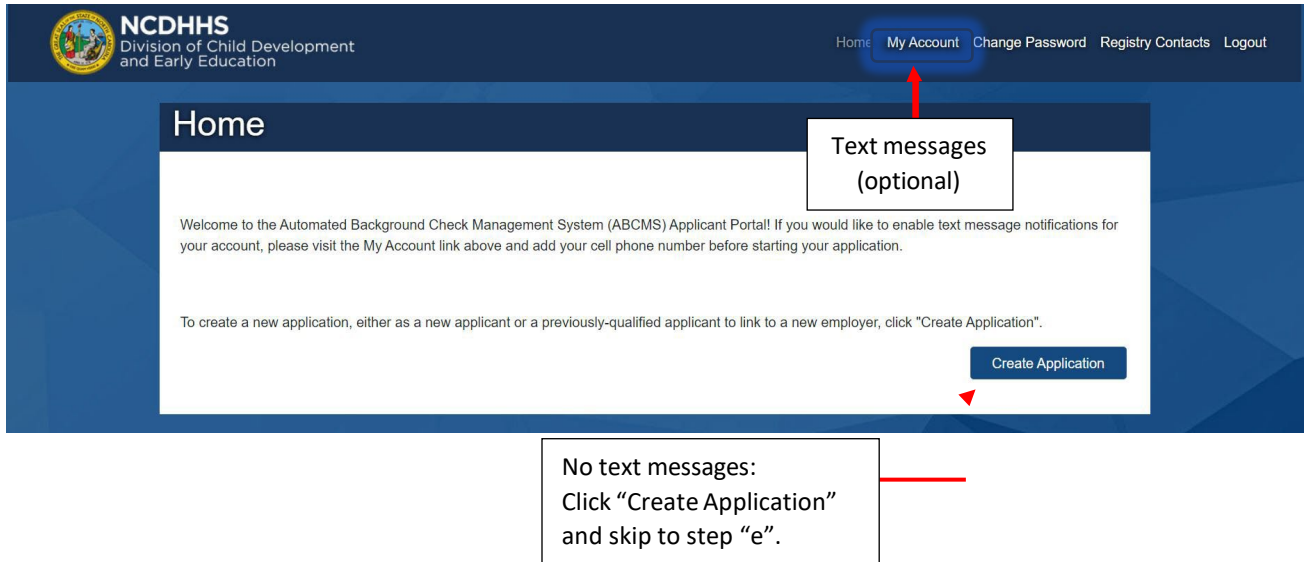 NCDHHS
Division of Child Development
and Early Education
Home My Account Change Password Registry Contacts Logout
Home
Text messages
(optional)
Welcome to the Automated Background Check Management System (ABCMS) Applicant Portal! If you would like to enable text message notifications for
your account, please visit the My Account link above and add your cell phone number before starting your application.
To create a new application, either as a new applicant or a previously-qualified applicant to link to a new employer, click "Create Application".
Create Application
No text messages:
Click “Create Application”
and skip to step “e”.